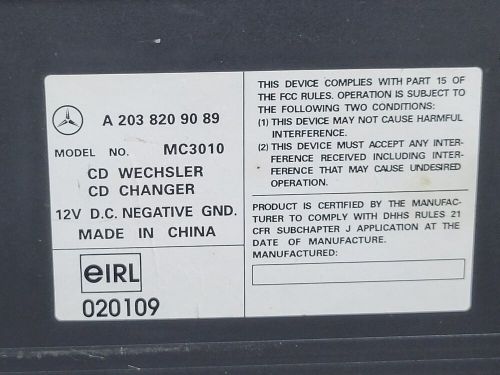 A 203 820 90 89
MODEL NO. MC3010
CD WECHSLER
CD CHANGER
12V D.C. NEGATIVE GND.
MADE IN CHINA
eIRL
020109
THIS DEVICE COMPLIES WITH PART 15 OF
THE FCC RULES. OPERATION IS SUBJECT TO
THE FOLLOWING TWO CONDITIONS:
(1) THIS DEVICE MAY NOT CAUSE HARMFUL
INTERFERENCE.
(2) THIS DEVICE MUST ACCEPT ANY INTER-
FERENCE RECEIVED INCLUDING INTER-
FERENCE THAT MAY CAUSE UNDESIRED
OPERATION.
PRODUCT IS CERTIFIED BY THE MANUFAC-
TURER TO COMPLY WITH DHHS RULES 21
CFR SUBCHAPTER J APPLICATION AT THE
DATE OF MANUFACTURE.
MANUFACTURED: